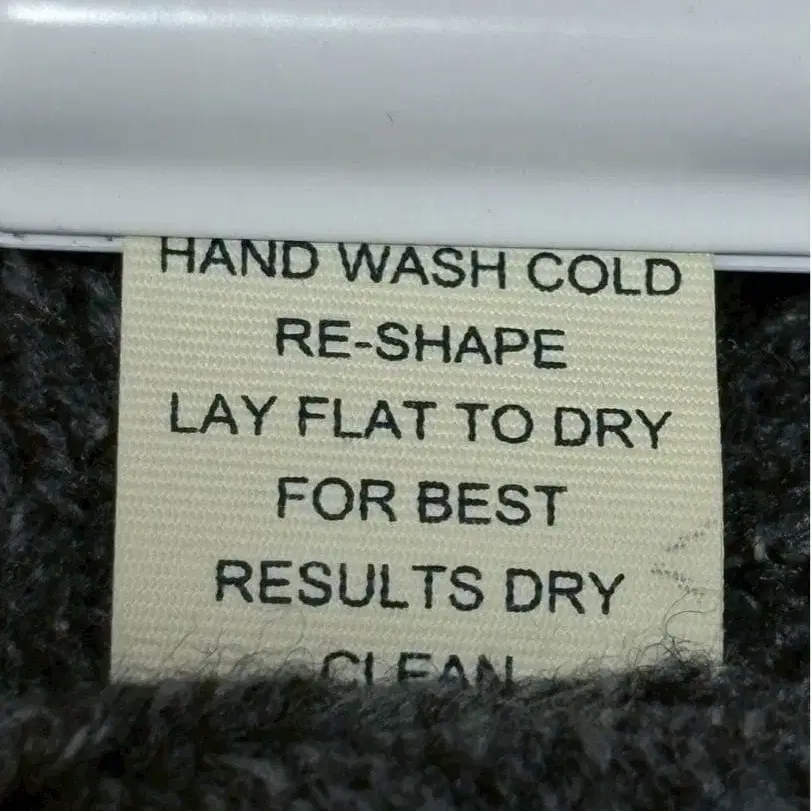 HAND WASH COLD
RE-SHAPE
LAY FLAT TO DRY
FOR BEST
RESULTS DRY
CLEAN